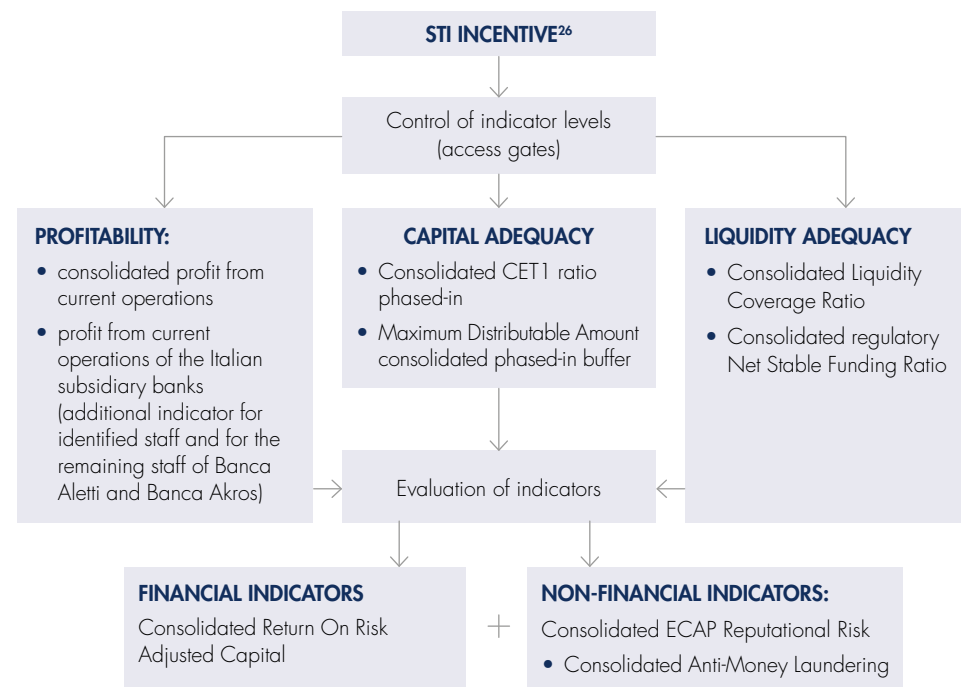 STI INCENTIVE26
Control of indicator levels
(access gates)
PROFITABILITY:
• consolidated profit from
current operations
• profit from current
operations of the Italian
subsidiary banks
(additional indicator for
identified staff and for the
remaining staff of Banca
Aletti and Banca Akros)
CAPITAL ADEQUACY
• Consolidated CET1 ratio
phased-in
• Maximum Distributable Amount
consolidated phased-in buffer
LIQUIDITY ADEQUACY
• Consolidated Liquidity
Coverage Ratio
• Consolidated regulatory
Net Stable Funding Ratio
Evaluation of indicators
FINANCIAL INDICATORS
Consolidated Return On Risk
Adjusted Capital
+
NON-FINANCIAL INDICATORS:
Consolidated ECAP Reputational Risk
• Consolidated Anti-Money Laundering